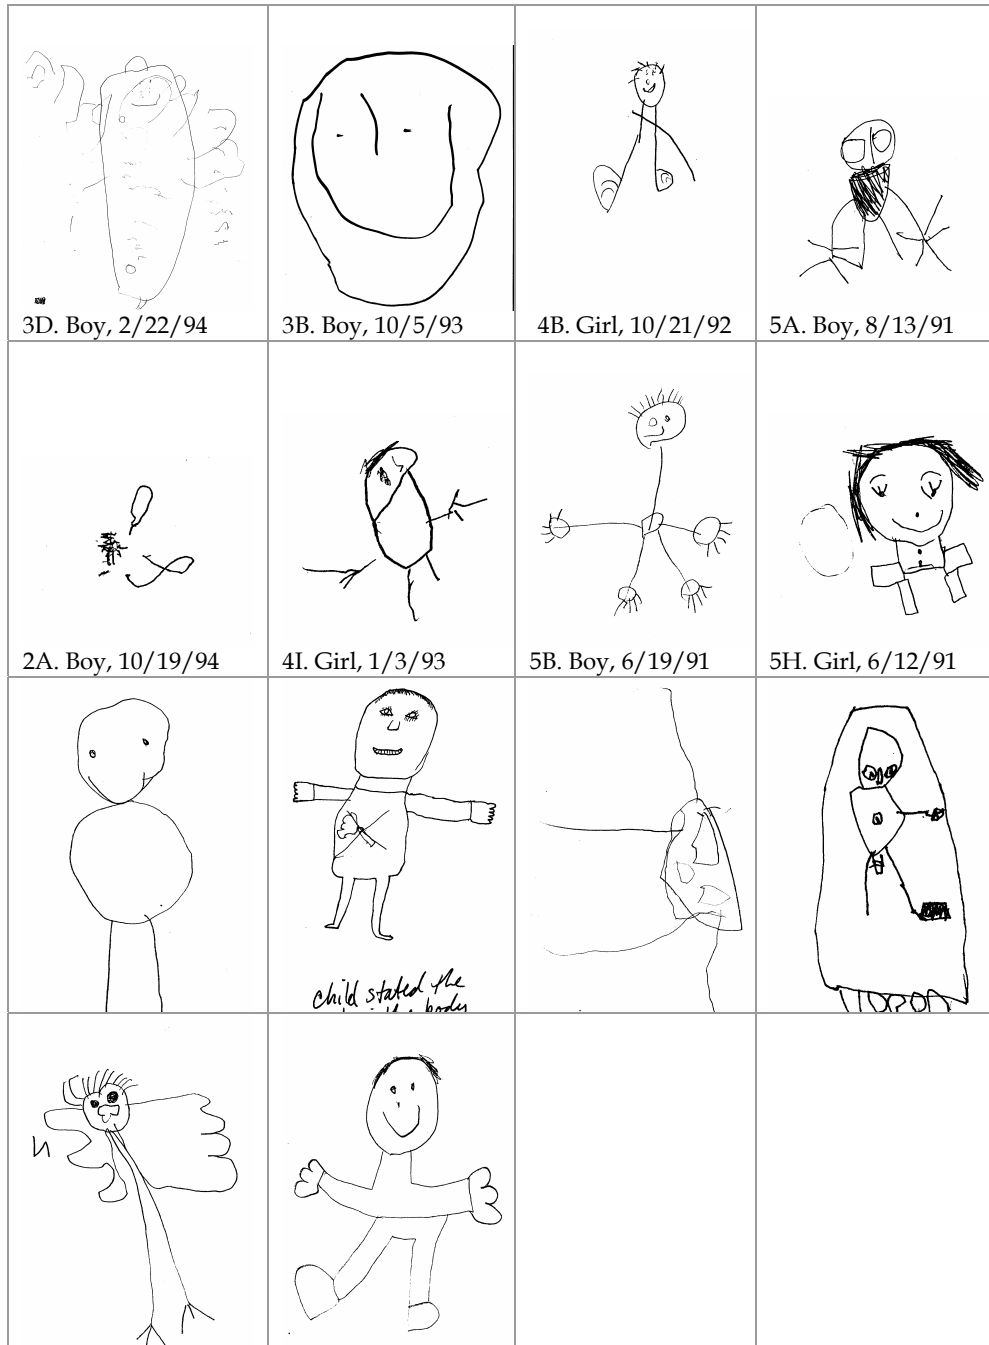 3D. Boy, 2/22/94
3B. Boy, 10/5/93
4B. Girl, 10/21/92
5A. Boy, 8/13/91
2A. Boy, 10/19/94
4I. Girl, 1/3/93
5B. Boy, 6/19/91
5H. Girl, 6/12/91
child stated the
body